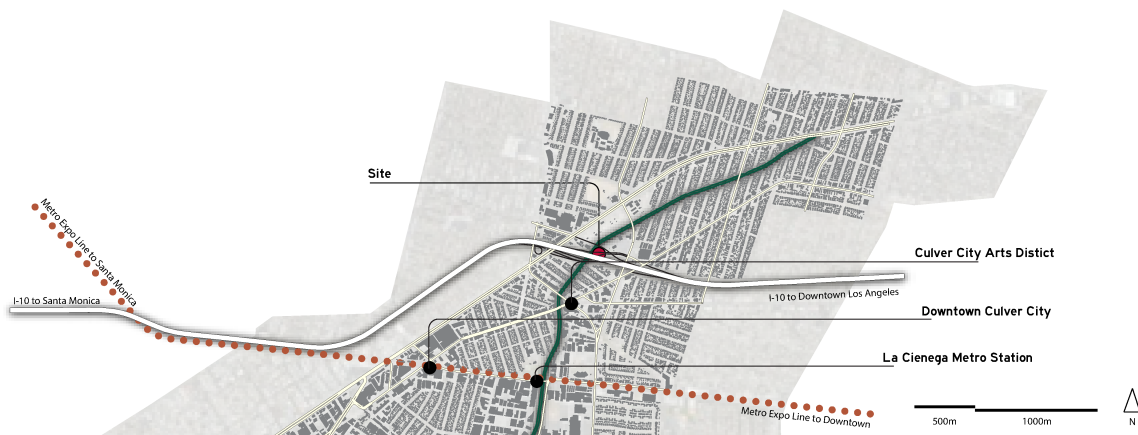 Site
Metro Expo Line to Santa Monica
Culver City Arts Distict
I-10 to Santa Monica
I-10 to Downtown Los Angeles
Downtown Culver City
La Cienega Metro Station
Metro Expo Line to Downtown
500m
1000m
N